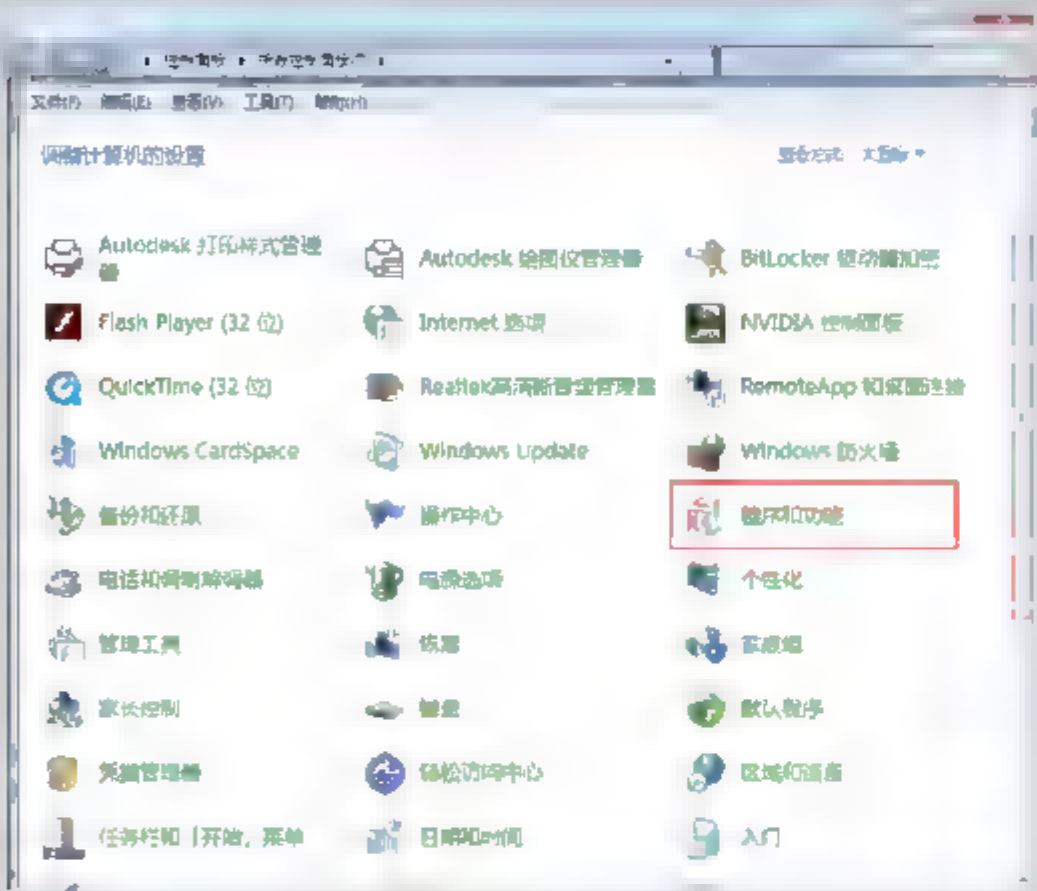 文件(F) 编辑(E) 查看(V) 工具(T) 帮助(H)
调整计算机的设置
查看方式: 大图标
Autodesk 打印样式管理器
Autodesk 绘图仪管理器
BitLocker 驱动器加密
Flash Player (32 位)
Internet 选项
NVIDIA 控制面板
QuickTime (32 位)
Realtek高清晰音频管理器
RemoteApp 和桌面连接
Windows CardSpace
Windows Update
Windows 防火墙
备份和还原
操作中心
程序和功能
电话和调制解调器
电源选项
个性化
管理工具
恢复
家庭组
家长控制
键盘
默认程序
凭据管理器
轻松访问中心
区域和语言
任务栏和「开始」菜单
日期和时间
入门